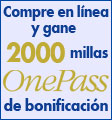 Compre en línea
y gane
2000 millas
OnePass
de bonificación